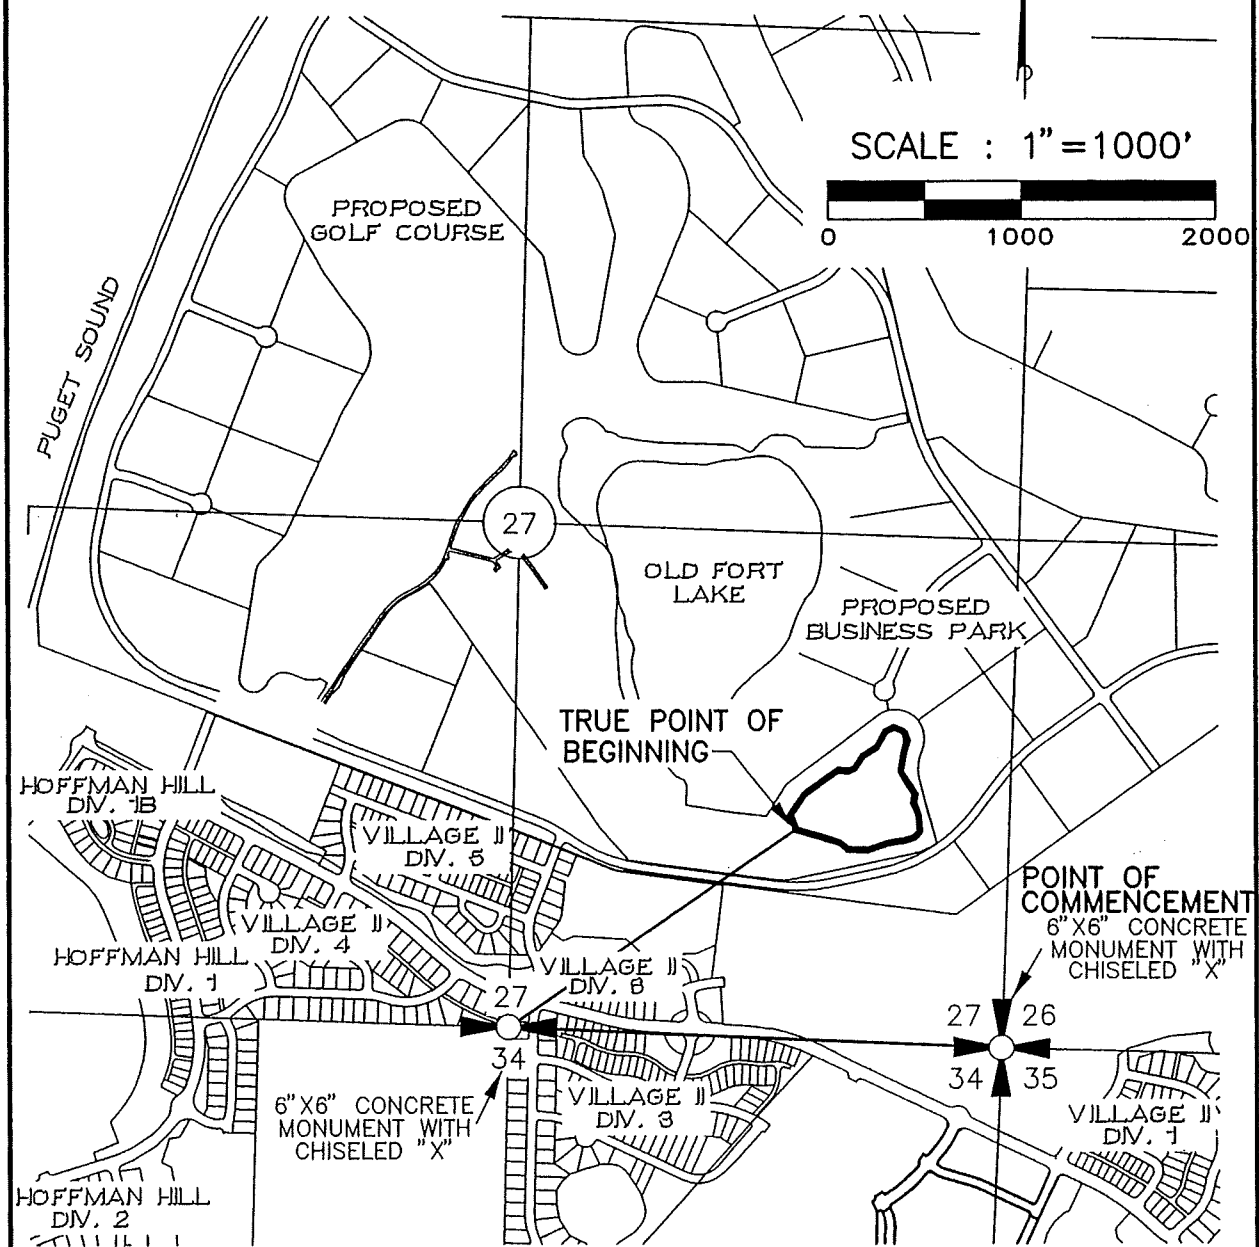 SCALE : 1"=1000'
0 1000 2000
PROPOSED
GOLF COURSE
PUGET SOUND
27
OLD FORT
LAKE
PROPOSED
BUSINESS PARK
TRUE POINT OF
BEGINNING
HOFFMAN HILL
DIV. 1B
VILLAGE II
DIV. 5
POINT OF
COMMENCEMENT
6"X6" CONCRETE
MONUMENT WITH
CHISELED "X"
VILLAGE II
DIV. 4
HOFFMAN HILL
DIV. 1
VILLAGE II
DIV. 6
27
34
27 26
34 35
6"X6" CONCRETE
MONUMENT WITH
CHISELED "X"
VILLAGE II
DIV. 3
VILLAGE II
DIV. 1
HOFFMAN HILL
DIV. 2